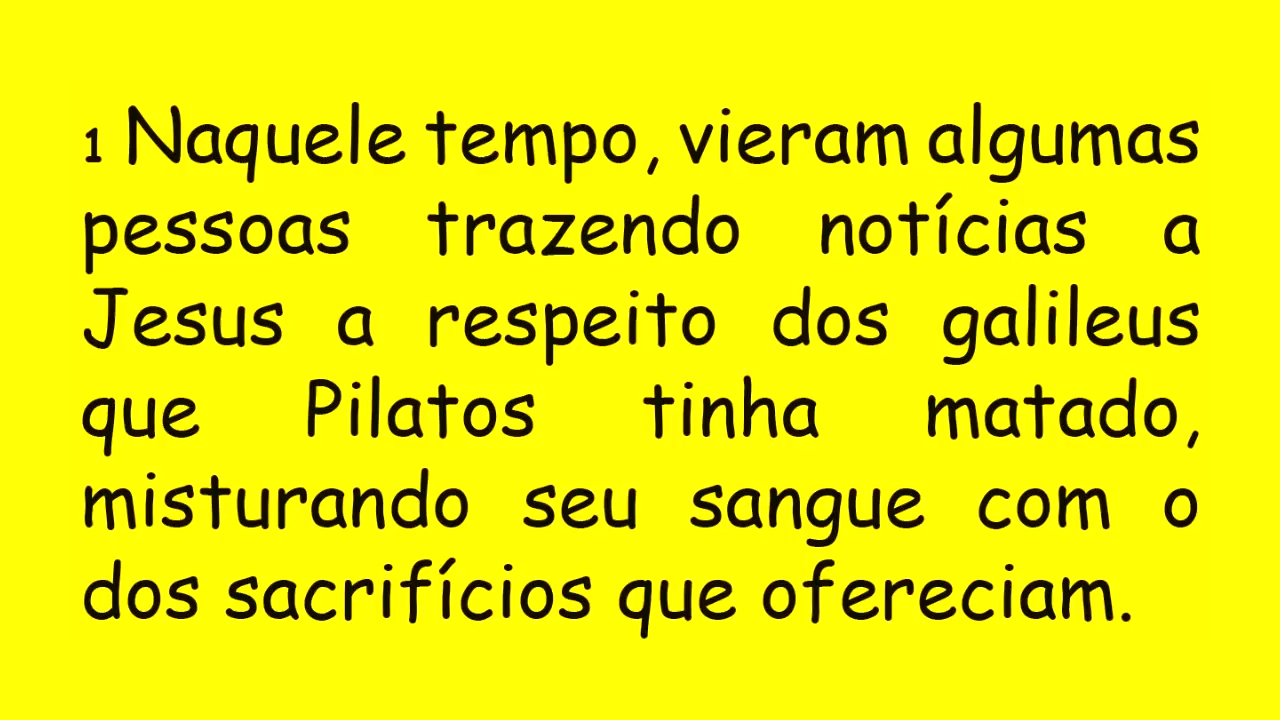 1 Naquele tempo, vieram algumas
pessoas trazendo notícias a
Jesus a respeito dos galileus
que Pilatos tinha matado,
misturando seu sangue com o
dos sacrifícios que ofereciam.